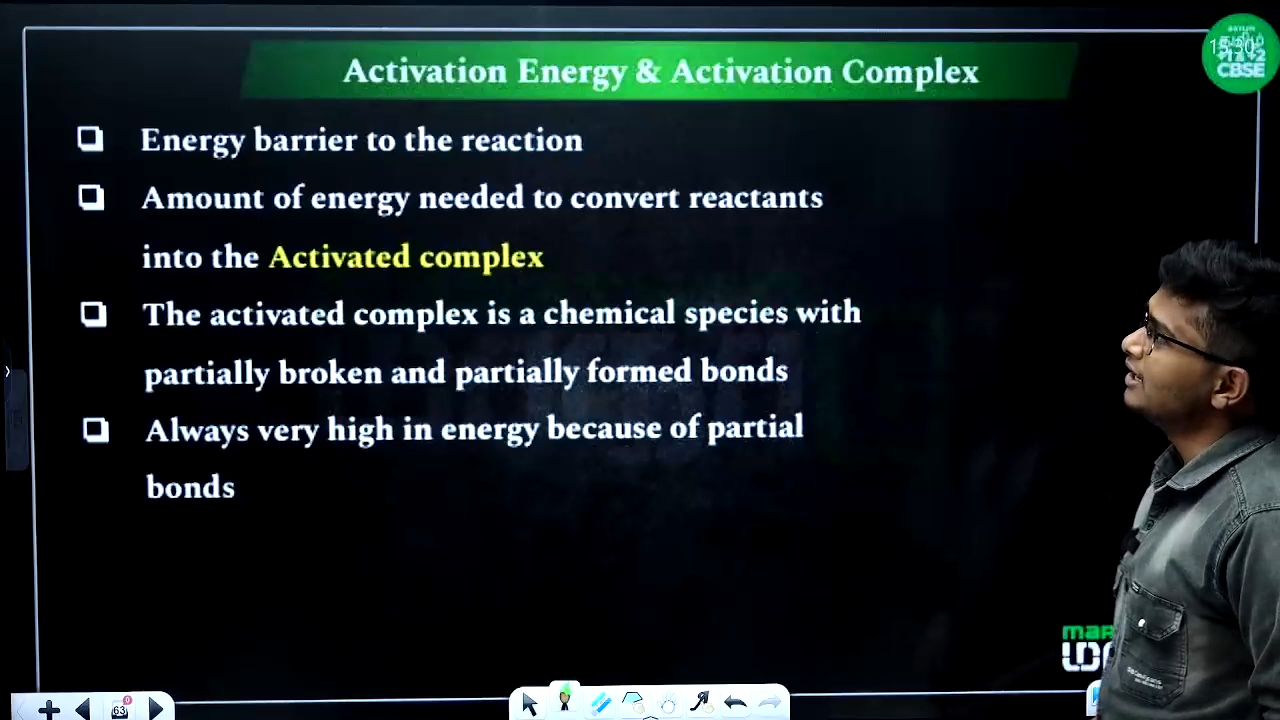 Activation Energy & Activation Complex
❑ Energy barrier to the reaction
❑ Amount of energy needed to convert reactants
into the Activated complex
❑ The activated complex is a chemical species with
partially broken and partially formed bonds
❑ Always very high in energy because of partial
bonds
CBSE
63